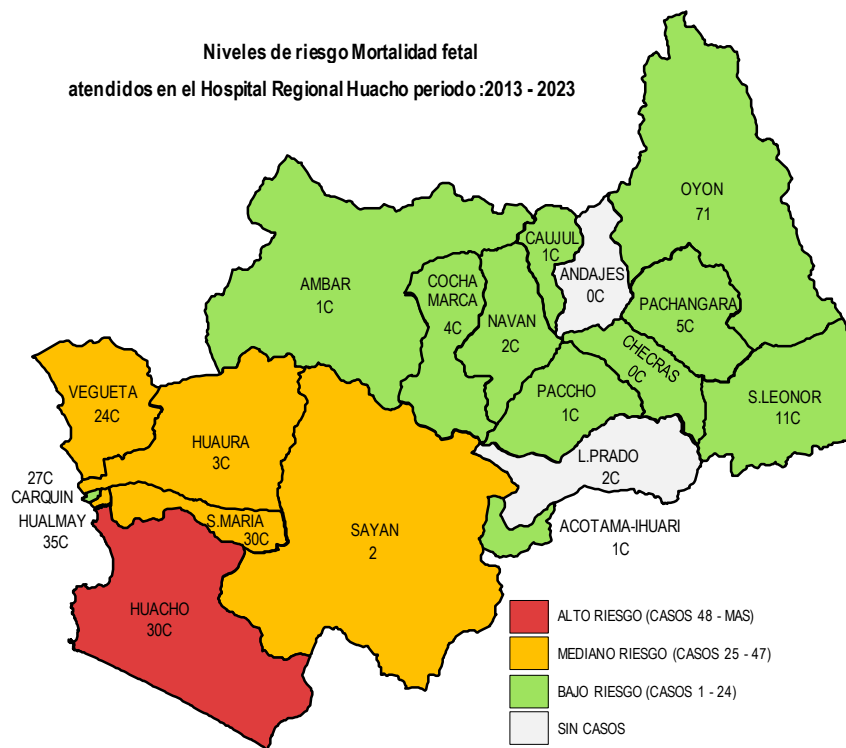 Niveles de riesgo Mortalidad fetal
atendidos en el Hospital Regional Huacho periodo :2013 - 2023
OYON
71
CAUJUL
1C
ANDAJES
0C
AMBAR
1C
COCHA
MARCA
4C
NAVAN
2C
PACHANGARA
5C
CHECRAS
0C
VEGUETA
24C
PACCHO
1C
S.LEONOR
11C
HUAURA
3C
L.PRADO
2C
27C
CARQUIN
HUALMAY
35C
S.MARIA
30C
SAYAN
2
ACOTAMA-IHUARI
1C
HUACHO
30C
ALTO RIESGO (CASOS 48 - MAS)
MEDIANO RIESGO (CASOS 25 - 47)
BAJO RIESGO (CASOS 1 - 24)
SIN CASOS